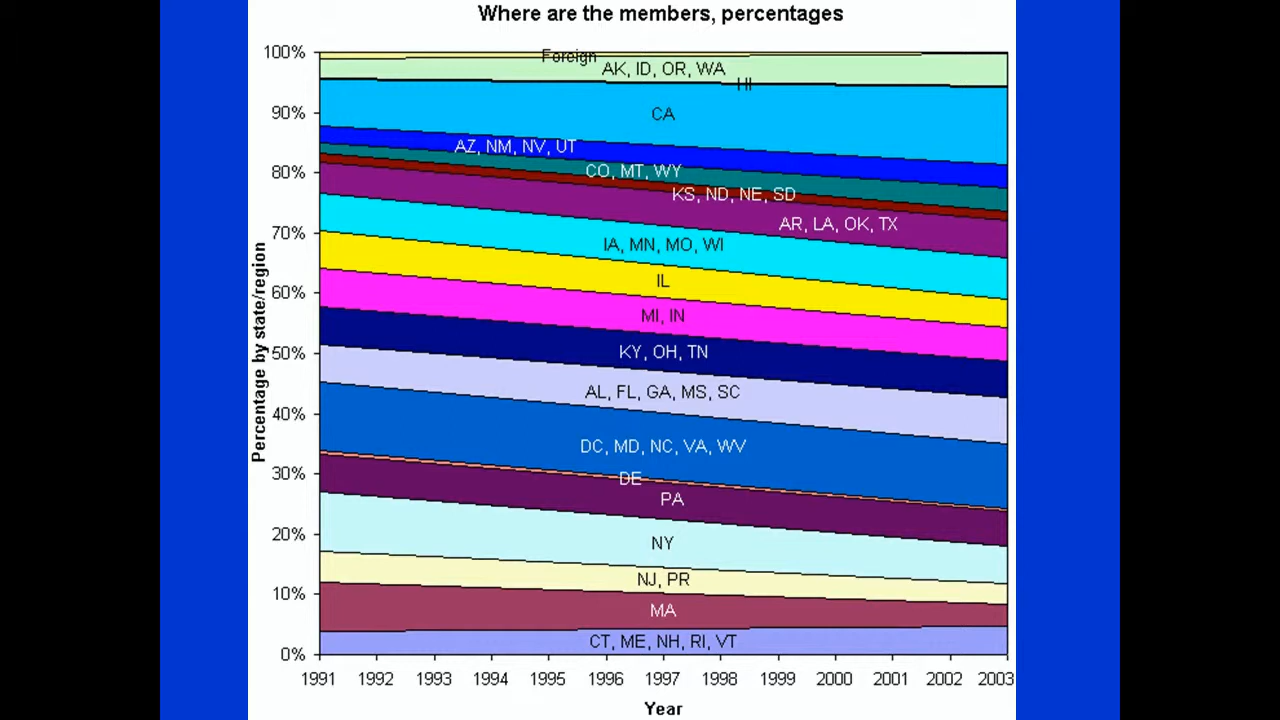 Where are the members, percentages
Percentage by state/region
100%
90%
80%
70%
60%
50%
40%
30%
20%
10%
0%
Foreign
AK, ID, OR, WA
HI
CA
AZ, NM, NV, UT
CO, MT, WY
KS, ND, NE, SD
AR, LA, OK, TX
IA, MN, MO, WI
IL
MI, IN
KY, OH, TN
AL, FL, GA, MS, SC
DC, MD, NC, VA, WV
DE
PA
NY
NJ, PR
MA
CT, ME, NH, RI, VT
1991 1992 1993 1994 1995 1996 1997 1998 1999 2000 2001 2002 2003
Year